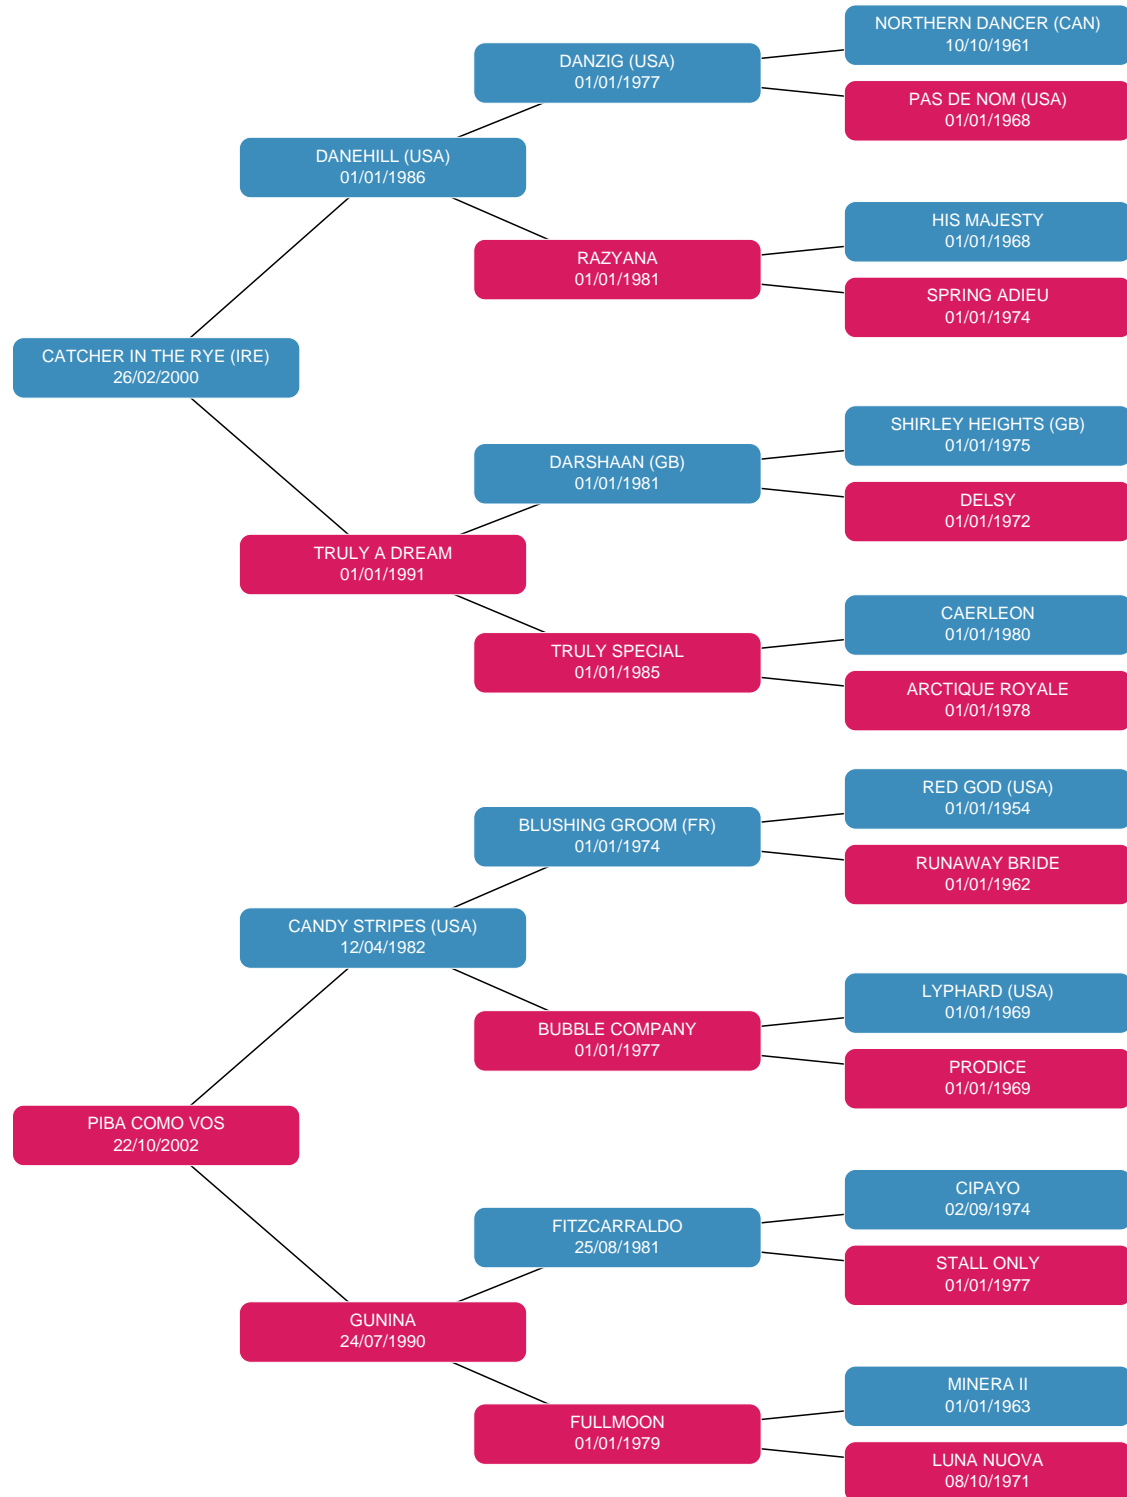 NORTHERN DANCER (CAN)
10/10/1961
DANZIG (USA)
01/01/1977
PAS DE NOM (USA)
01/01/1968
DANEHILL (USA)
01/01/1986
HIS MAJESTY
01/01/1968
RAZYANA
01/01/1981
SPRING ADIEU
01/01/1974
CATCHER IN THE RYE (IRE)
26/02/2000
SHIRLEY HEIGHTS (GB)
01/01/1975
DARSHAAN (GB)
01/01/1981
DELSY
01/01/1972
TRULY A DREAM
01/01/1991
CAERLEON
01/01/1980
TRULY SPECIAL
01/01/1985
ARCTIQUE ROYALE
01/01/1978
RED GOD (USA)
01/01/1954
BLUSHING GROOM (FR)
01/01/1974
RUNAWAY BRIDE
01/01/1962
CANDY STRIPES (USA)
12/04/1982
LYPHARD (USA)
01/01/1969
BUBBLE COMPANY
01/01/1977
PRODICE
01/01/1969
PIBA COMO VOS
22/10/2002
CIPAYO
02/09/1974
FITZCARRALDO
25/08/1981
STALL ONLY
01/01/1977
GUNINA
24/07/1990
MINERA II
01/01/1963
FULLMOON
01/01/1979
LUNA NUOVA
08/10/1971